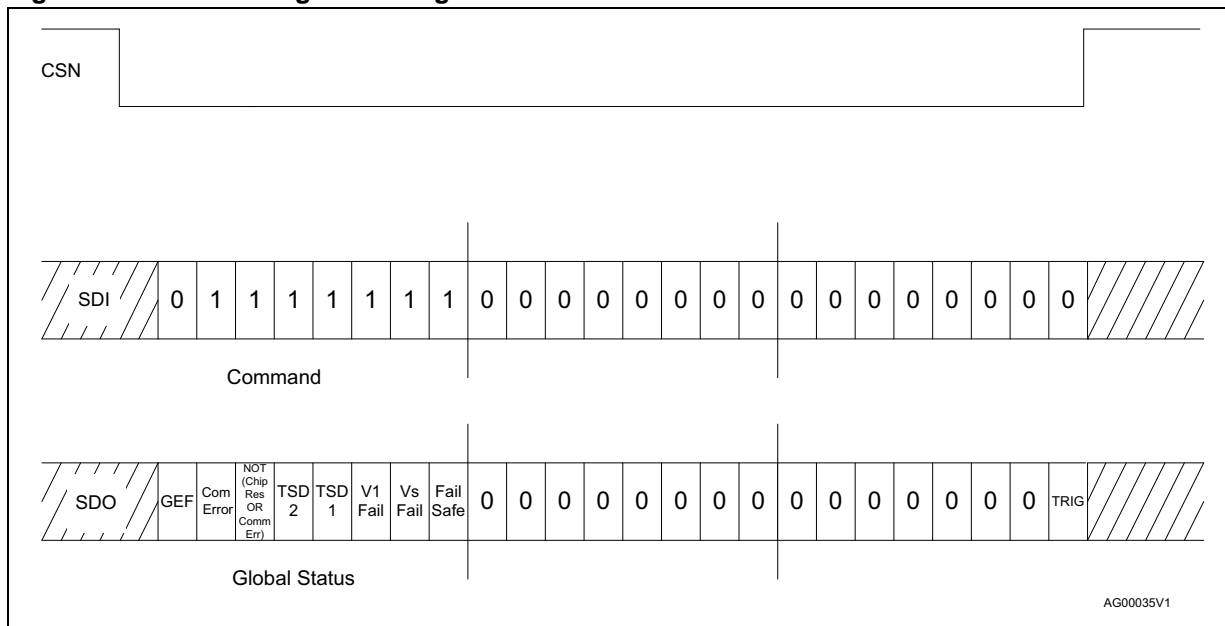 CSN
SDI 0 1 1 1 1 1 1 1 0 0 0 0 0 0 0 0 0 0 0 0 0 0 0 0
Command
SDO GEF Com Error NOT (Chip Res OR Comm Err) TSD 2 TSD 1 V1 Fail Vs Fail Fail Safe 0 0 0 0 0 0 0 0 0 0 0 0 0 0 0 TRIG
Global Status
AG00035V1